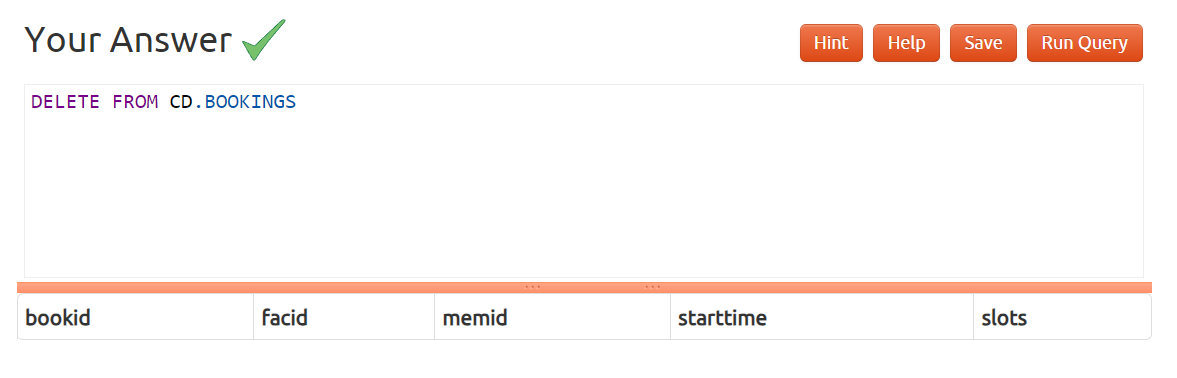 Your Answer
Hint Help Save Run Query
DELETE FROM CD.BOOKINGS
bookid facid memid starttime slots